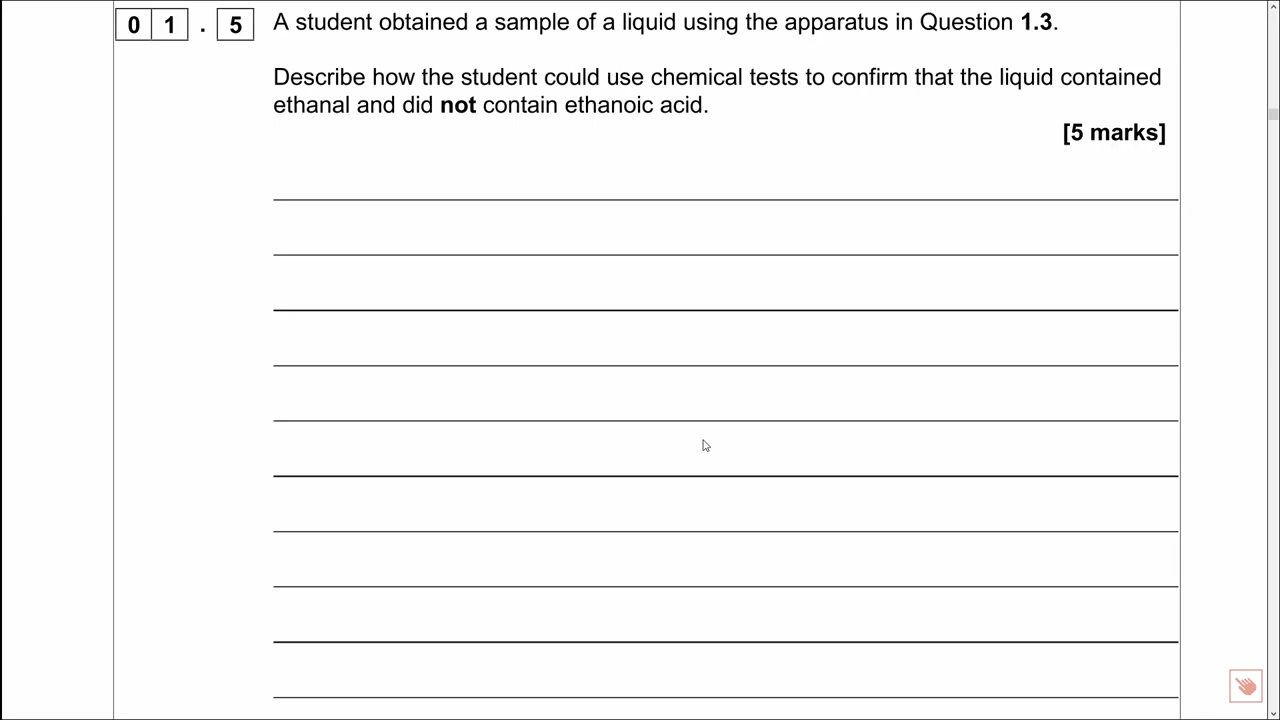 0 1 . 5 A student obtained a sample of a liquid using the apparatus in Question 1.3.
Describe how the student could use chemical tests to confirm that the liquid contained
ethanal and did not contain ethanoic acid.
[5 marks]